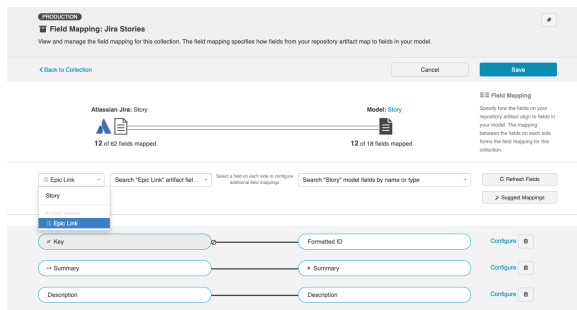 PRODUCTION
Field Mapping: Jira Stories
View and manage the field mapping for this collection. The field mapping specifies how fields from your repository artifact map to fields in your model.
Back to Collection
Cancel
Save
Atlassian Jira: Story
Model: Story
12 of 62 fields mapped
12 of 18 fields mapped
Field Mapping
Specify how the fields on your
repository artifact align to fields in
your model. The mapping
between the fields on each side
forms the field mapping for this
collection.
Epic Link
Search "Epic Link" artifact fiel...
Select a field on each side to configure
additional field mappings
Search "Story" model fields by name or type
Refresh Fields
Suggest Mappings
Story
Epic Link
Key
Formatted ID
Configure
Summary
Summary
Configure
Description
Description
Configure